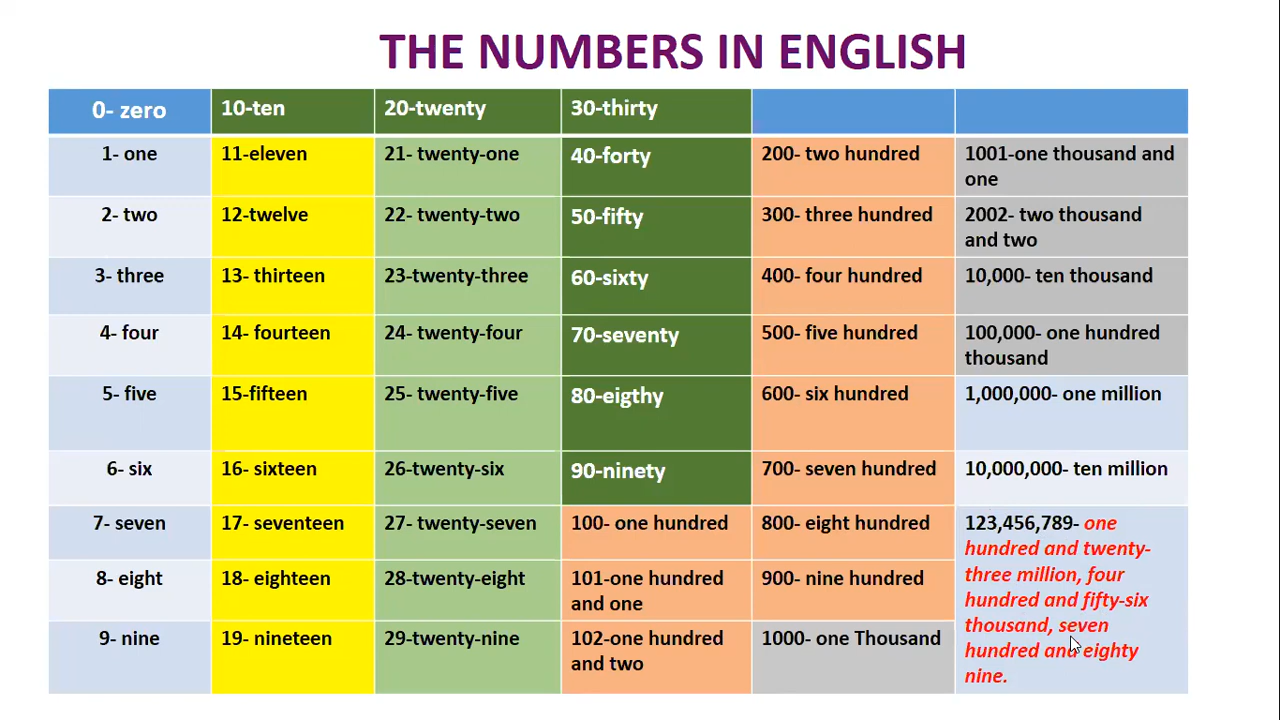 THE NUMBERS IN ENGLISH
0- zero
10-ten
20-twenty
30-thirty
1- one
11-eleven
21- twenty-one
40-forty
200- two hundred
1001-one thousand and
one
2- two
12-twelve
22- twenty-two
50-fifty
300- three hundred
2002- two thousand
and two
3- three
13- thirteen
23-twenty-three
60-sixty
400- four hundred
10,000- ten thousand
4- four
14- fourteen
24- twenty-four
70-seventy
500- five hundred
100,000- one hundred
thousand
5- five
15-fifteen
25- twenty-five
80-eigthy
600- six hundred
1,000,000- one million
6- six
16- sixteen
26-twenty-six
90-ninety
700- seven hundred
10,000,000- ten million
7- seven
17- seventeen
27- twenty-seven
100- one hundred
800- eight hundred
123,456,789- one
hundred and twenty-
three million, four
hundred and fifty-six
thousand, seven
hundred and eighty
nine.
8- eight
18- eighteen
28-twenty-eight
101-one hundred
and one
900- nine hundred
9- nine
19- nineteen
29-twenty-nine
102-one hundred
and two
1000- one Thousand